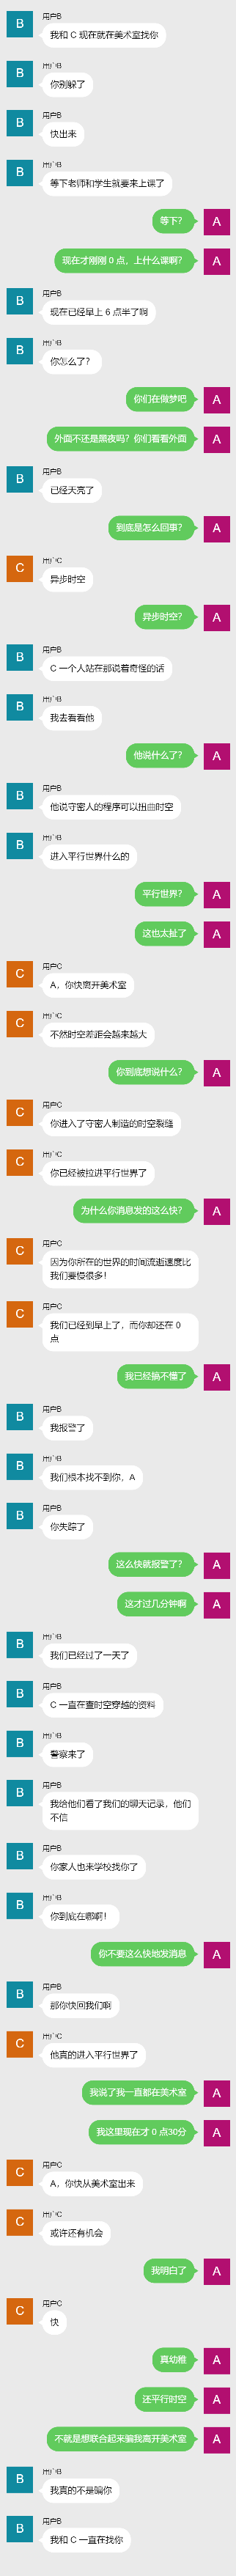 B
用户B
我和 C 现在就在美术室找你
B
用户B
你别躲了
B
用户B
快出来
B
用户B
等下老师和学生就要来上课了
等下？
A
现在才刚刚 0 点，上什么课啊？
A
B
用户B
现在已经早上 6 点半了啊
B
用户B
你怎么了？
你们在做梦吧
A
外面不还是黑夜吗？你们看看外面
A
B
用户B
已经天亮了
到底是怎么回事？
A
C
用户C
异步时空
异步时空？
A
B
用户B
C 一个人站在那说着奇怪的话
B
用户B
我去看看他
他说什么了？
A
B
用户B
他说守密人的程序可以扭曲时空
B
用户B
进入平行世界什么的
平行世界？
A
这也太扯了
A
C
用户C
A，你快离开美术室
C
用户C
不然时空差距会越来越大
你到底想说什么？
A
C
用户C
你进入了守密人制造的时空裂缝
C
用户C
你已经被拉进平行世界了
为什么你消息发的这么快？
A
C
用户C
因为你所在的世界的时间流逝速度比
我们要慢很多！
C
用户C
我们已经到早上了，而你却还在 0
点
我已经搞不懂了
A
B
用户B
我报警了
B
用户B
我们根本找不到你，A
B
用户B
你失踪了
这么快就报警了？
A
这才过几分钟啊
A
B
用户B
我们已经过了一天了
B
用户B
C 一直在查时空穿越的资料
B
用户B
警察来了
B
用户B
我给他们看了我们的聊天记录，他们
不信
B
用户B
你家人也来学校找你了
B
用户B
你到底在哪啊！
你不要这么快地发消息
A
B
用户B
那你快回我们啊
C
用户C
他真的进入平行世界了
我说了我一直都在美术室
A
我这里现在才 0 点30分
A
C
用户C
A，你快从美术室出来
C
用户C
或许还有机会
我明白了
A
C
用户C
快
真幼稚
A
还平行时空
A
不就是想联合起来骗我离开美术室
A
B
用户B
我真的不是骗你
B
用户B
我和 C 一直在找你